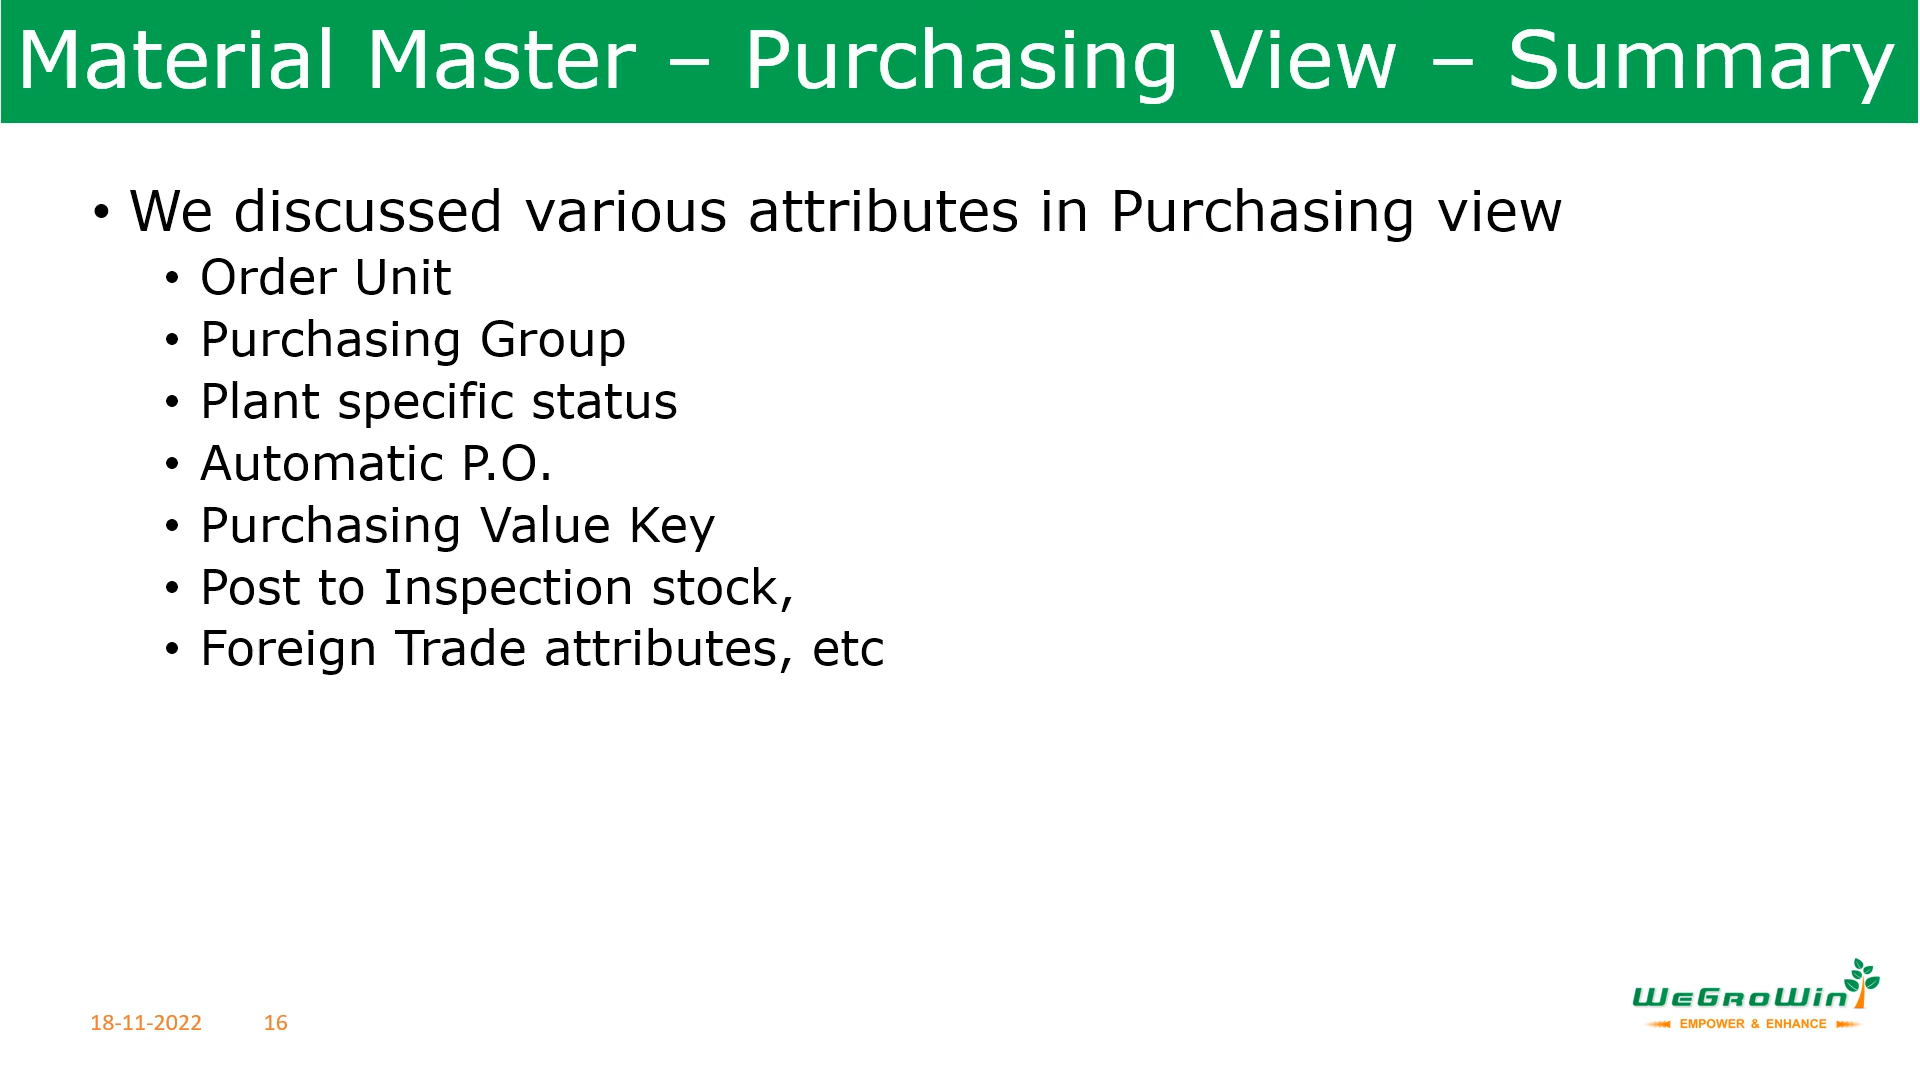 Material Master – Purchasing View – Summary
• We discussed various attributes in Purchasing view
• Order Unit
• Purchasing Group
• Plant specific status
• Automatic P.O.
• Purchasing Value Key
• Post to Inspection stock,
• Foreign Trade attributes, etc
18-11-2022 16
WeGroWin
EMPOWER & ENHANCE